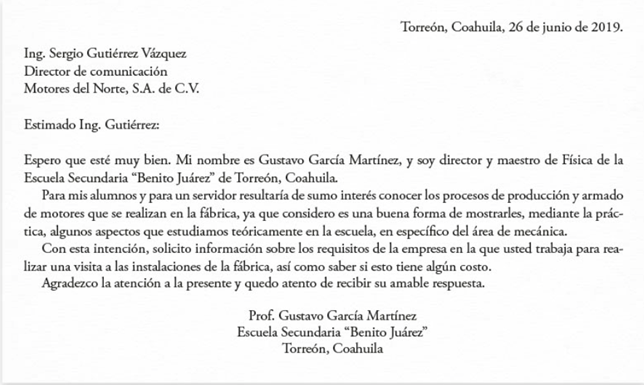 Torreón, Coahuila, 26 de junio de 2019.
Ing. Sergio Gutiérrez Vázquez
Director de comunicación
Motores del Norte, S.A. de C.V.
Estimado Ing. Gutiérrez:
Espero que esté muy bien. Mi nombre es Gustavo García Martínez, y soy director y maestro de Física de la
Escuela Secundaria “Benito Juárez” de Torreón, Coahuila.
Para mis alumnos y para un servidor resultaría de sumo interés conocer los procesos de producción y armado
de motores que se realizan en la fábrica, ya que considero es una buena forma de mostrarles, mediante la prác-
tica, algunos aspectos que estudiamos teóricamente en la escuela, en específico del área de mecánica.
Con esta intención, solicito información sobre los requisitos de la empresa en la que usted trabaja para rea-
lizar una visita a las instalaciones de la fábrica, así como saber si esto tiene algún costo.
Agradezco la atención a la presente y quedo atento de recibir su amable respuesta.
Prof. Gustavo García Martínez
Escuela Secundaria “Benito Juárez”
Torreón, Coahuila